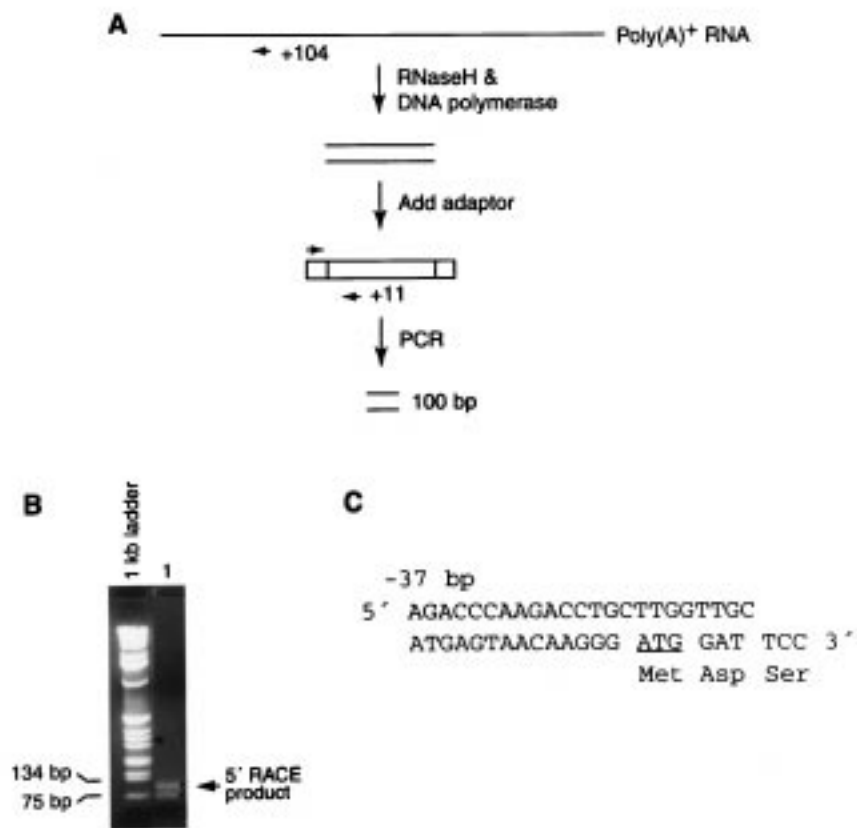 A
Poly(A)+ RNA
+104
RNaseH &
DNA polymerase
Add adaptor
+11
PCR
100 bp
B
1 kb ladder
1
134 bp
75 bp
5´ RACE
product
C
-37 bp
5´ AGACCCAAGACCTGCTTGGTTGC
ATGAGTAACAAGGG ATG GAT TCC 3´
Met Asp Ser